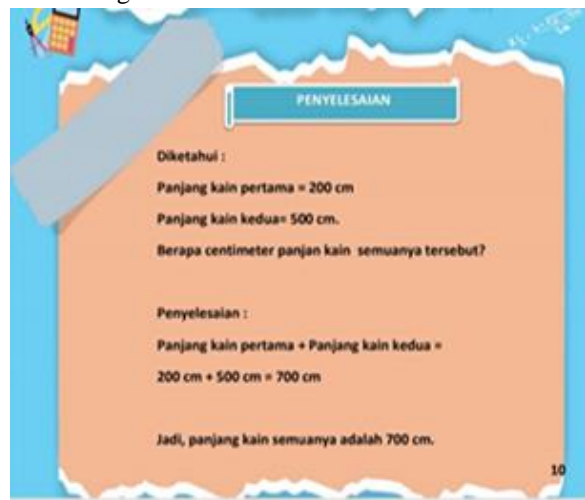 PENYELESAIAN
Diketahui :
Panjang kain pertama = 200 cm
Panjang kain kedua= 500 cm.
Berapa centimeter panjan kain semuanya tersebut?
Penyelesaian :
Panjang kain pertama + Panjang kain kedua =
200 cm + 500 cm = 700 cm
Jadi, panjang kain semuanya adalah 700 cm.
10